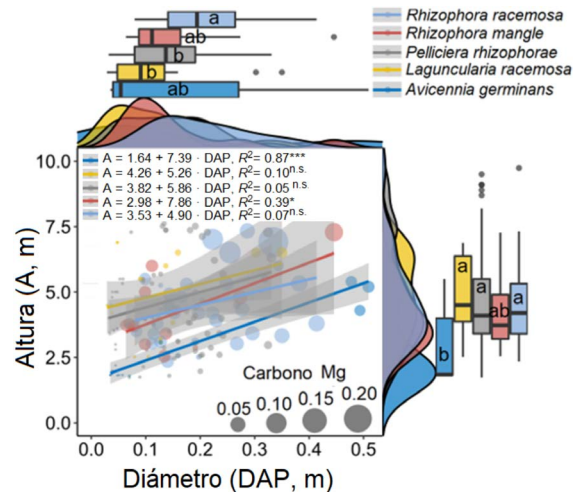 Rhizophora racemosa
Rhizophora mangle
Pelliciera rhizophorae
Laguncularia racemosa
Avicennia germinans
a
ab
b
b
ab
A = 1.64 + 7.39 · DAP, R² = 0.87***
A = 4.26 + 5.26 · DAP, R² = 0.10n.s.
A = 3.82 + 5.86 · DAP, R² = 0.05n.s.
A = 2.98 + 7.86 · DAP, R² = 0.39*
A = 3.53 + 4.90 · DAP, R² = 0.07n.s.
10.0
7.5
5.0
2.5
0.0
Altura (A, m)
b
a
a
ab
a
Carbono Mg
0.05 0.10 0.15 0.20
0.0 0.1 0.2 0.3 0.4 0.5
Diámetro (DAP, m)